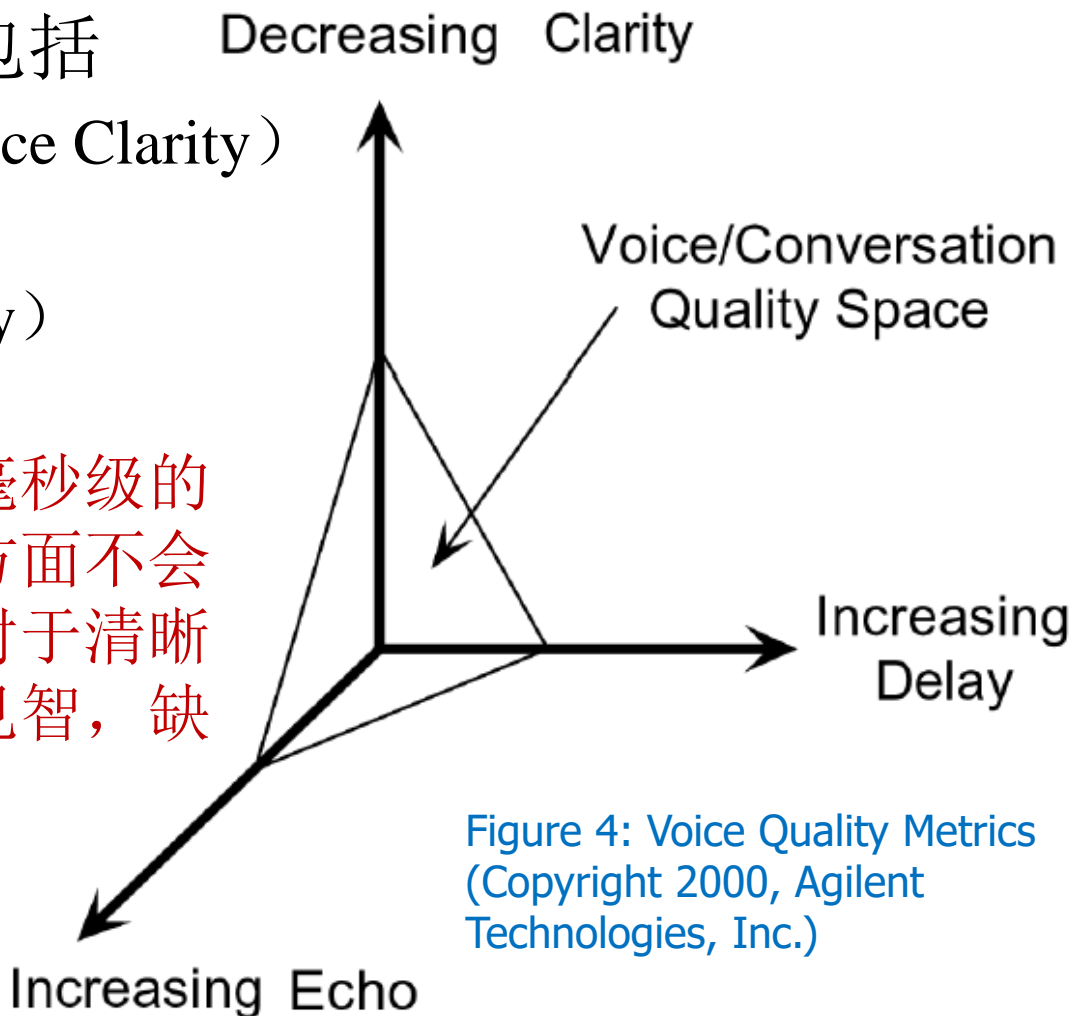 包括
Decreasing Clarity
ce Clarity）
Voice/Conversation
Quality Space
y）
毫秒级的
方面不会
对于清晰
见智，缺
Increasing
Delay
Figure 4: Voice Quality Metrics
(Copyright 2000, Agilent
Technologies, Inc.)
Increasing Echo